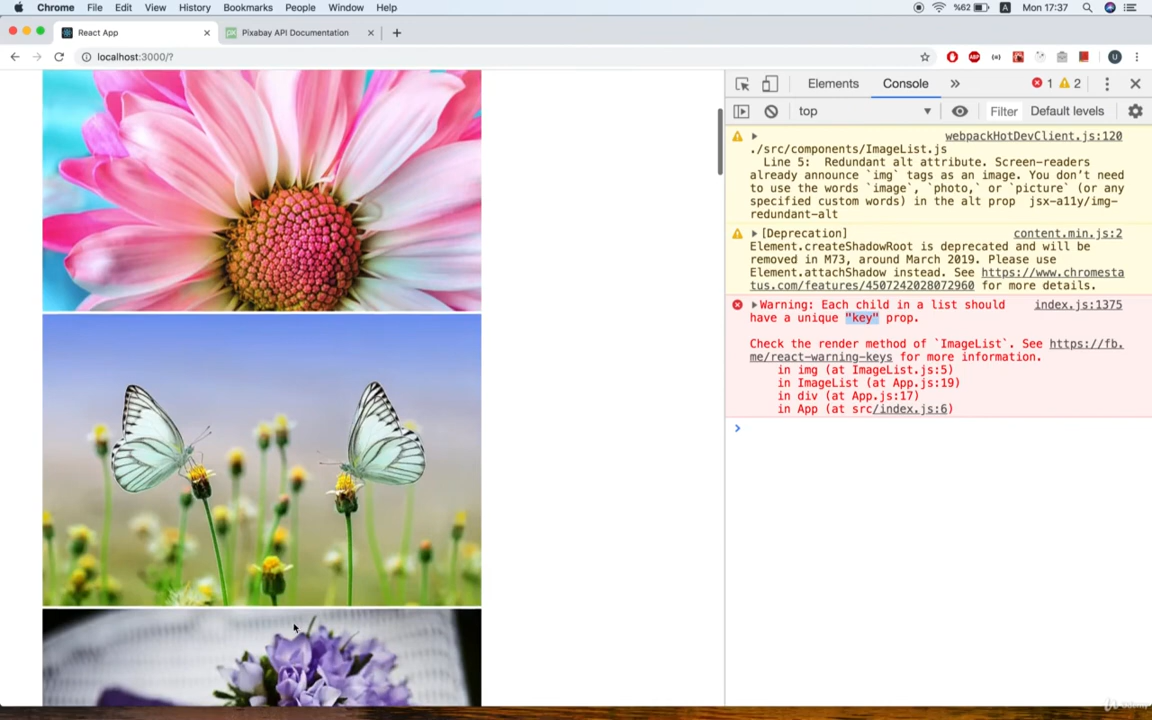 Chrome File Edit View History Bookmarks People Window Help %62 A Mon 17:37
React App Pixabay API Documentation
localhost:3000/? ABP U
Elements Console 1 2
top Filter Default levels
webpackHotDevClient.js:120
./src/components/ImageList.js
Line 5: Redundant alt attribute. Screen-readers
already announce `img` tags as an image. You don't need
to use the words `image`, `photo,` or `picture` (or any
specified custom words) in the alt prop jsx-a11y/img-
redundant-alt
[Deprecation] content.min.js:2
Element.createShadowRoot is deprecated and will be
removed in M73, around March 2019. Please use
Element.attachShadow instead. See https://www.chromesta
tus.com/features/4507242028072960 for more details.
Warning: Each child in a list should index.js:1375
have a unique "key" prop.
Check the render method of `ImageList`. See https://fb.
me/react-warning-keys for more information.
in img (at ImageList.js:5)
in ImageList (at App.js:19)
in div (at App.js:17)
in App (at src/index.js:6)